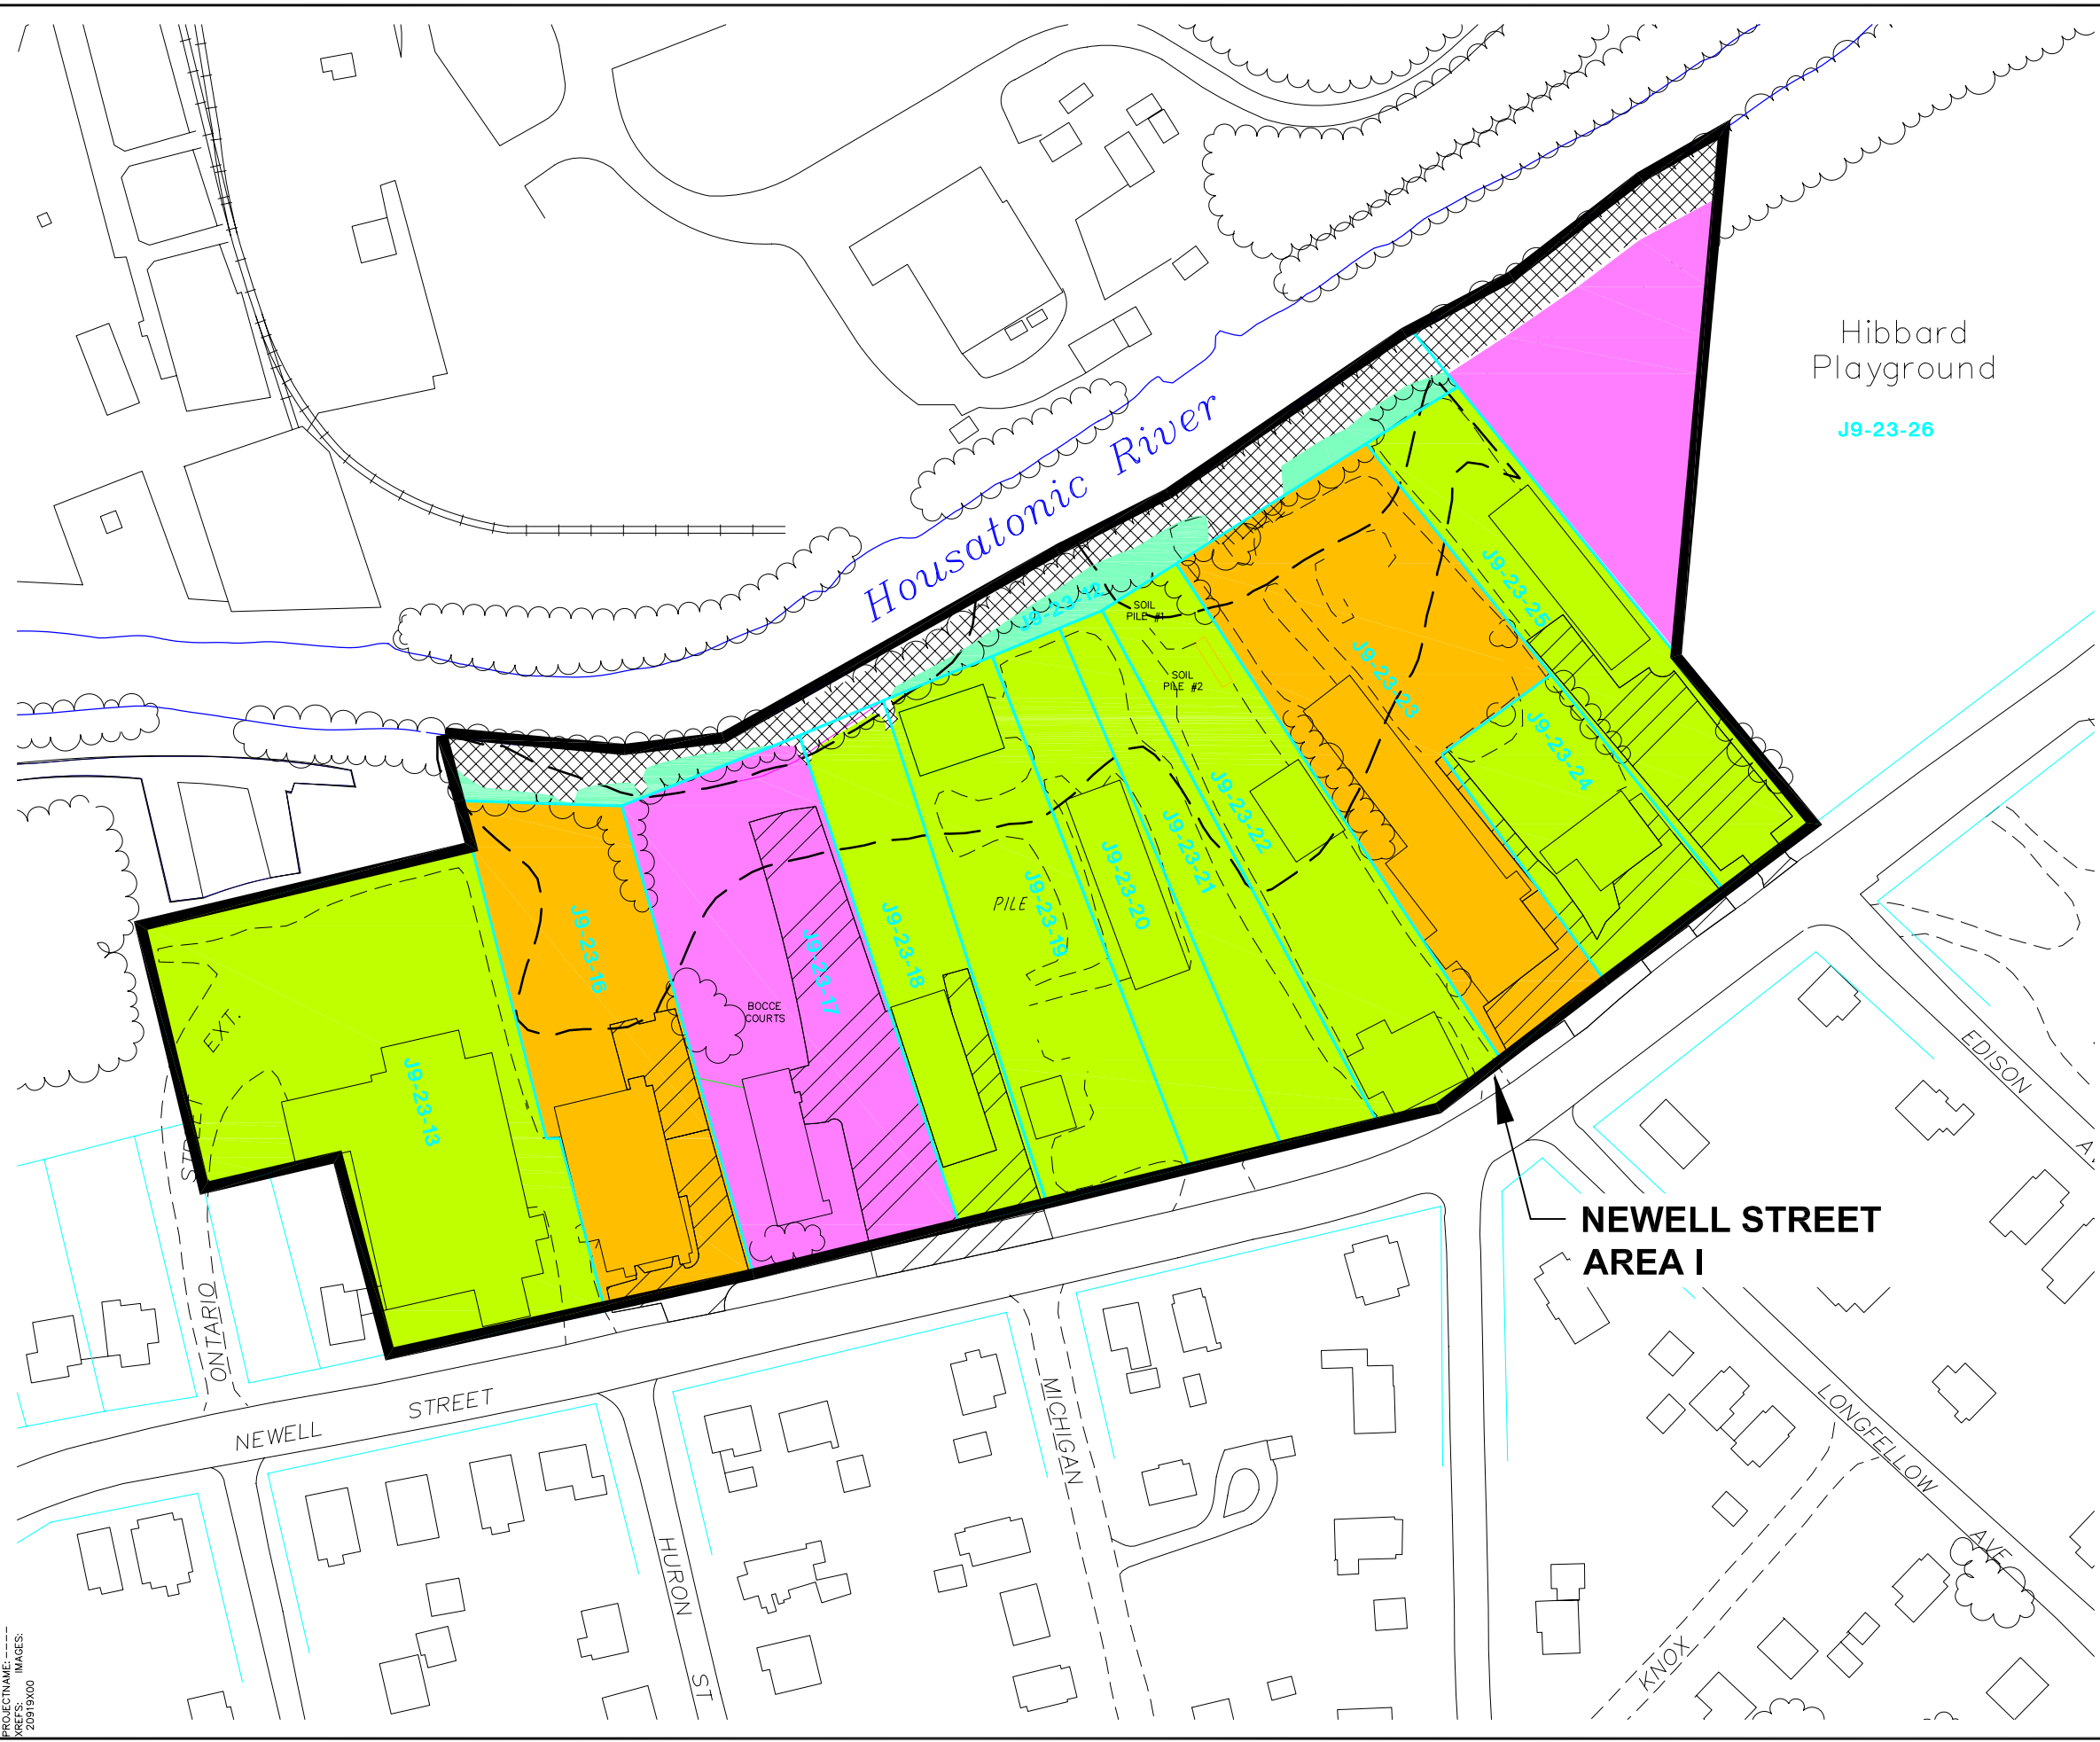 Hibbard
Playground
J9-23-26
Housatonic River
J9-23-12
SOIL
PILE #1
SOIL
PILE #2
J9-23-25
J9-23-23
J9-23-24
J9-23-22
J9-23-21
J9-23-20
J9-23-19
PILE
J9-23-18
J9-23-17
BOCCE
COURTS
J9-23-16
J9-23-13
EXT.
ONTARIO
NEWELL STREET
AREA I
EDISON
NEWELL STREET
HURON ST
MICHIGAN
LONGFELLOW AVE
KNOX
PROJECTNAME: ----
XREFS: IMAGES:
20919X00